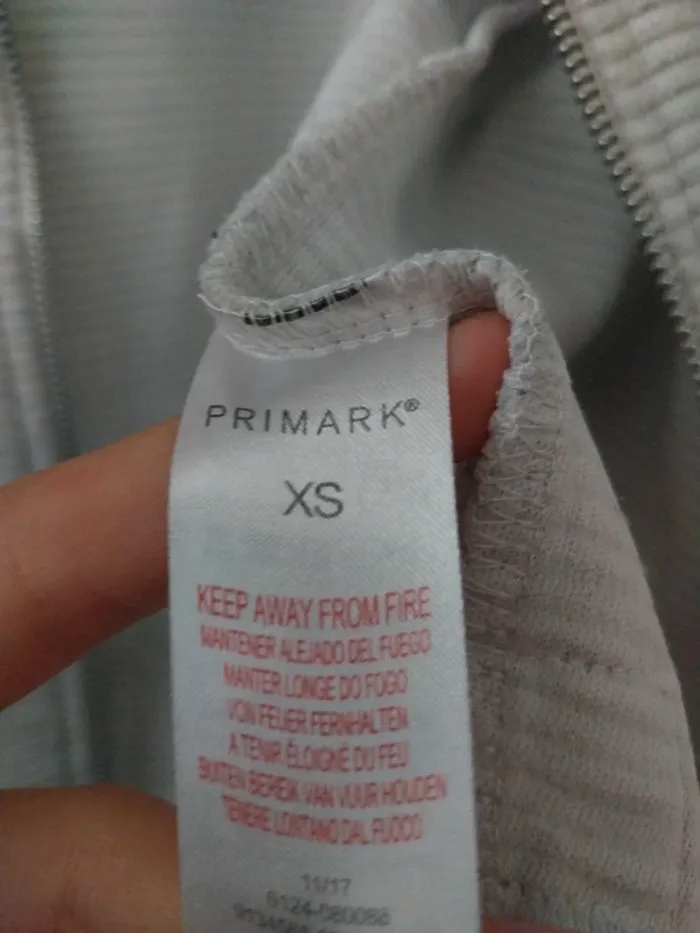 PRIMARK®
XS
KEEP AWAY FROM FIRE
MANTENER ALEJADO DEL FUEGO
MANTER LONGE DO FOGO
VON FEUER FERNHALTEN
A TENIR ÉLOIGNÉ DU FEU
BUITEN BEREIK VAN VUUR HOUDEN
TENERE LONTANO DAL FUOCO
11/17
6124-080088